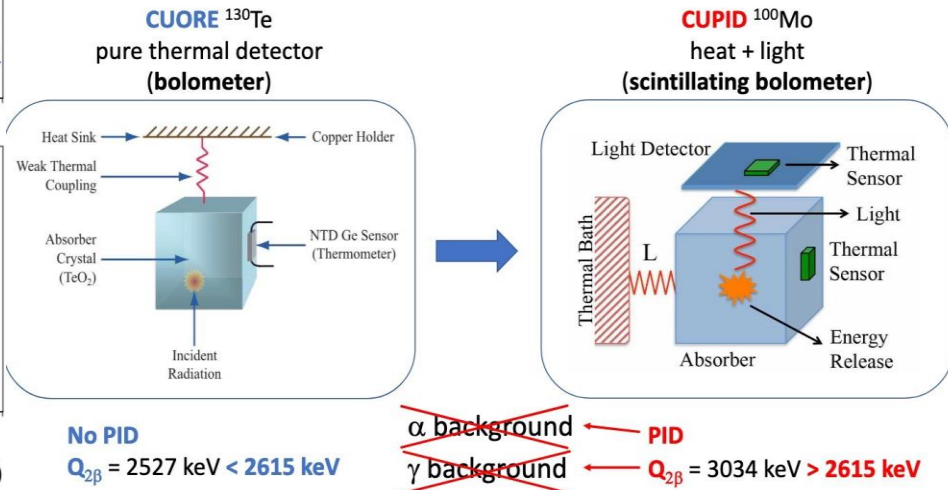 CUORE ¹³⁰Te
pure thermal detector
(bolometer)
Heat Sink
Copper Holder
Weak Thermal
Coupling
Absorber
Crystal
(TeO₂)
NTD Ge Sensor
(Thermometer)
Incident
Radiation
CUPID ¹⁰⁰Mo
heat + light
(scintillating bolometer)
Light Detector
Thermal
Sensor
Light
Thermal Bath
L
Thermal
Sensor
Energy
Release
Absorber
No PID
Q₂β = 2527 keV < 2615 keV
α background
γ background
PID
Q₂β = 3034 keV > 2615 keV